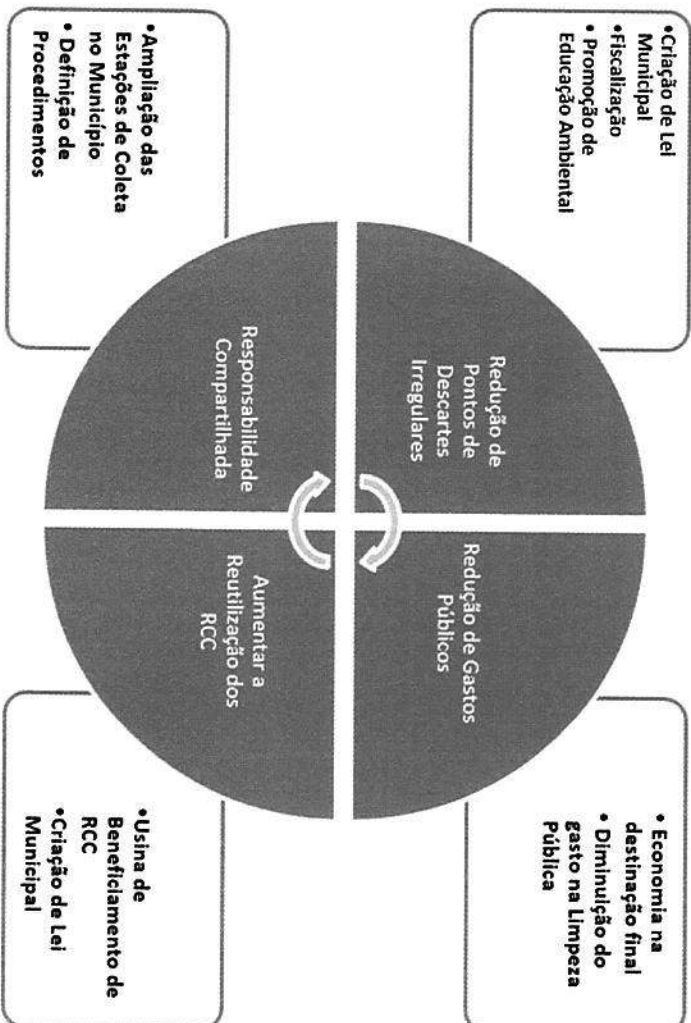 •Criação de Lei
Municipal
•Fiscalização
• Promoção de
Educação Ambiental
Redução de
Pontos de
Descartes
Irregulares
Redução de Gastos
Públicos
• Economia na
destinação final
• Diminuição do
gasto na Limpeza
Pública
•Ampliação das
Estações de Coleta
no Município
• Definição de
Procedimentos
Responsabilidade
Compartilhada
Aumentar a
Reutilização dos
RCC
•Usina de
Beneficiamento de
RCC
•Criação de Lei
Municipal